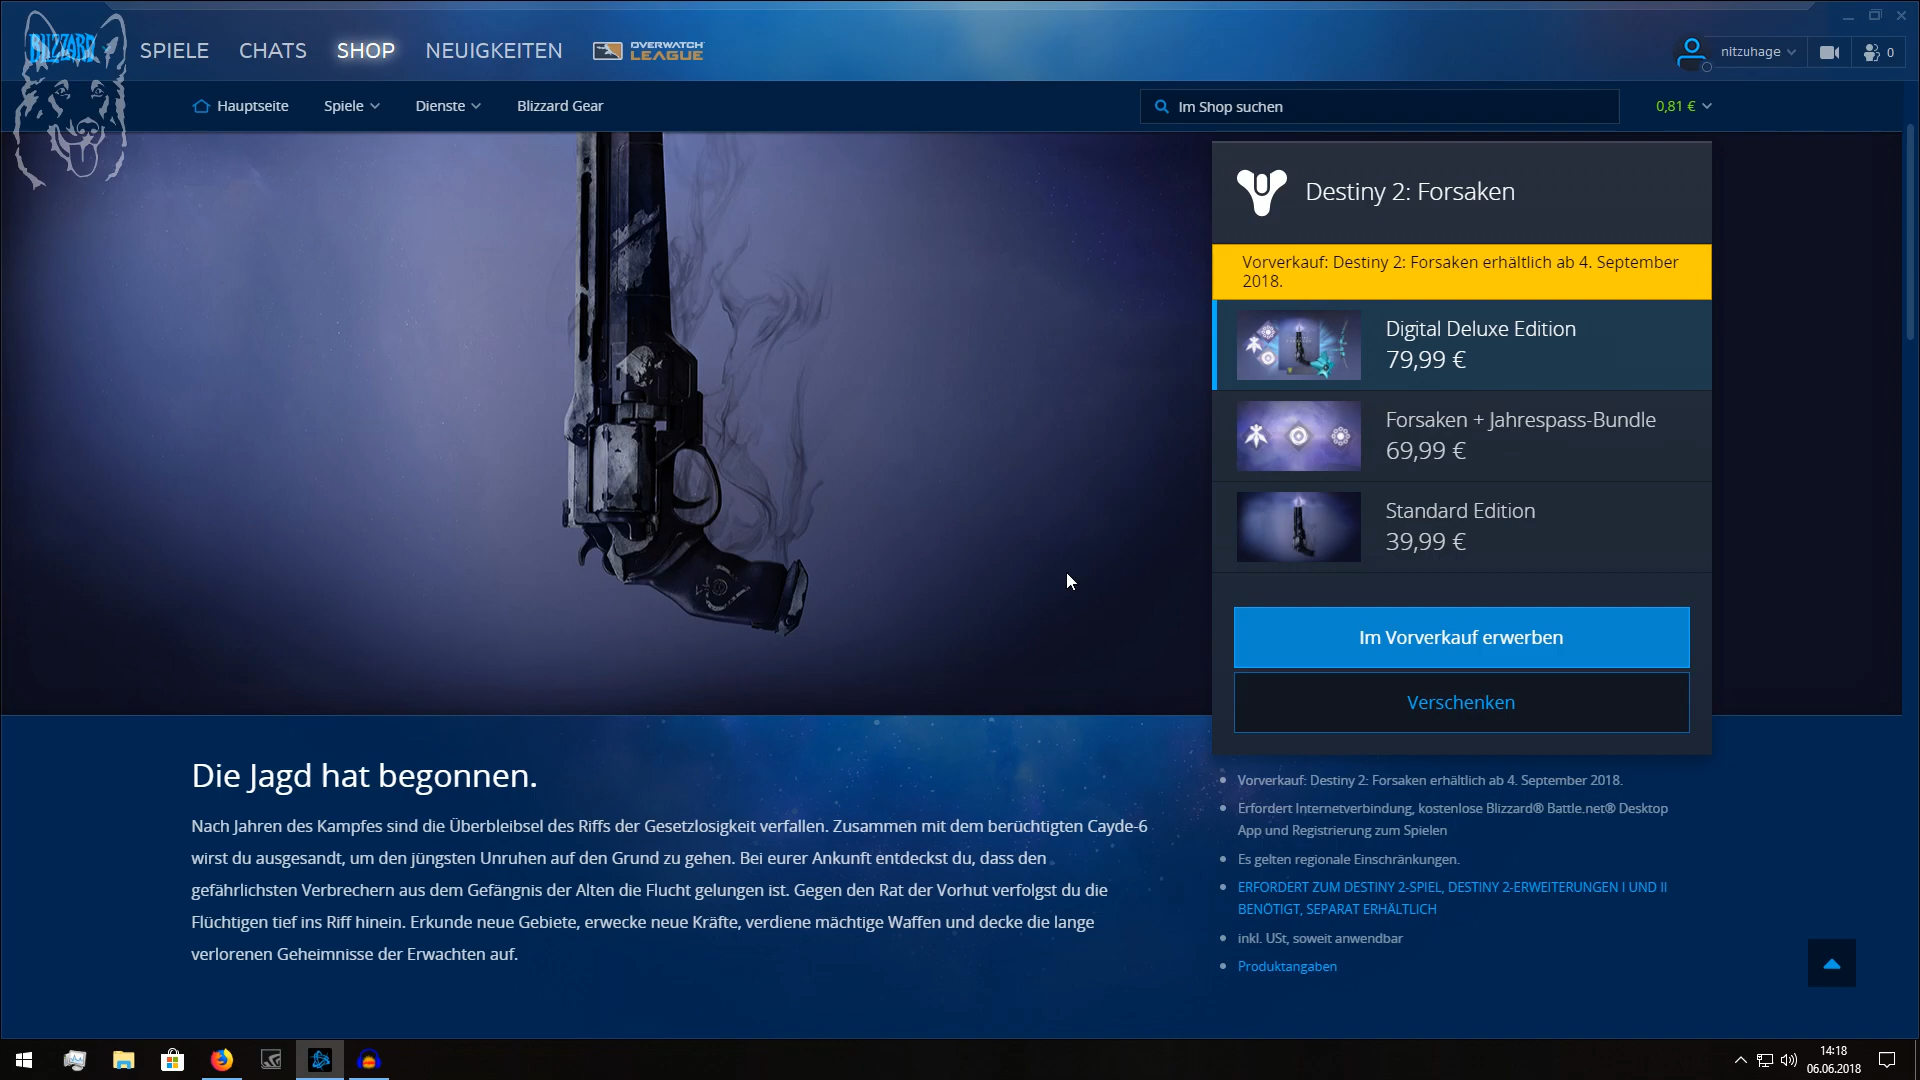 BLIZZARD
SPIELE
CHATS
SHOP
NEUIGKEITEN
OVERWATCH
LEAGUE
nitzuhage
0
Hauptseite
Spiele
Dienste
Blizzard Gear
Im Shop suchen
0,81 €
Destiny 2: Forsaken
Vorverkauf: Destiny 2: Forsaken erhältlich ab 4. September
2018.
Digital Deluxe Edition
79,99 €
Forsaken + Jahrespass-Bundle
69,99 €
Standard Edition
39,99 €
Im Vorverkauf erwerben
Verschenken
Die Jagd hat begonnen.
Nach Jahren des Kampfes sind die Überbleibsel des Riffs der Gesetzlosigkeit verfallen. Zusammen mit dem berüchtigten Cayde-6
wirst du ausgesandt, um den jüngsten Unruhen auf den Grund zu gehen. Bei eurer Ankunft entdeckst du, dass den
gefährlichsten Verbrechern aus dem Gefängnis der Alten die Flucht gelungen ist. Gegen den Rat der Vorhut verfolgst du die
Flüchtigen tief ins Riff hinein. Erkunde neue Gebiete, erwecke neue Kräfte, verdiene mächtige Waffen und decke die lange
verlorenen Geheimnisse der Erwachten auf.
Vorverkauf: Destiny 2: Forsaken erhältlich ab 4. September 2018.
Erfordert Internetverbindung, kostenlose Blizzard® Battle.net® Desktop
App und Registrierung zum Spielen
Es gelten regionale Einschränkungen.
ERFORDERT ZUM DESTINY 2-SPIEL, DESTINY 2-ERWEITERUNGEN I UND II
BENÖTIGT, SEPARAT ERHÄLTLICH
inkl. USt, soweit anwendbar
Produktangaben
14:18
06.06.2018